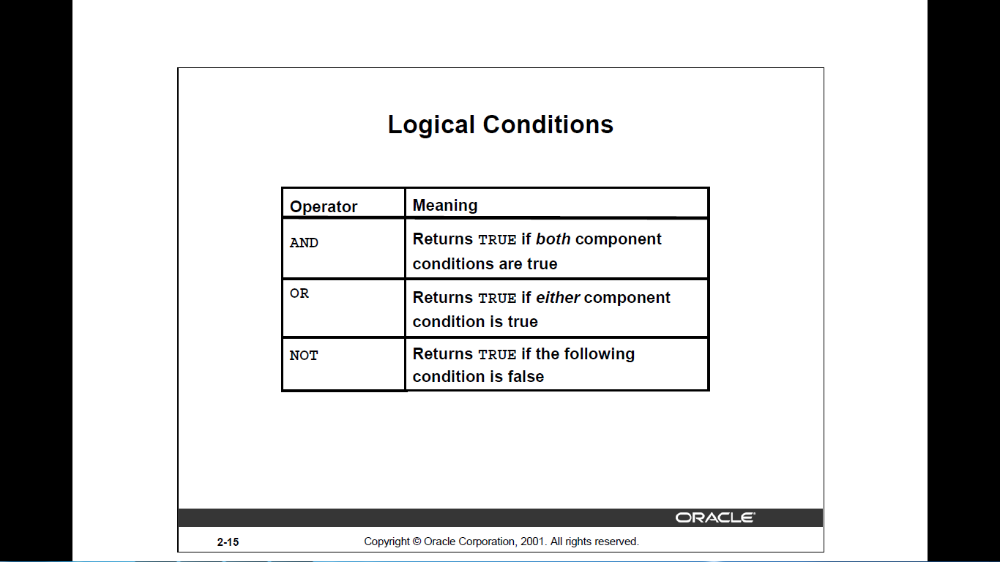 Logical Conditions
Operator
Meaning
AND
Returns TRUE if both component
conditions are true
OR
Returns TRUE if either component
condition is true
NOT
Returns TRUE if the following
condition is false
ORACLE®
2-15
Copyright © Oracle Corporation, 2001. All rights reserved.